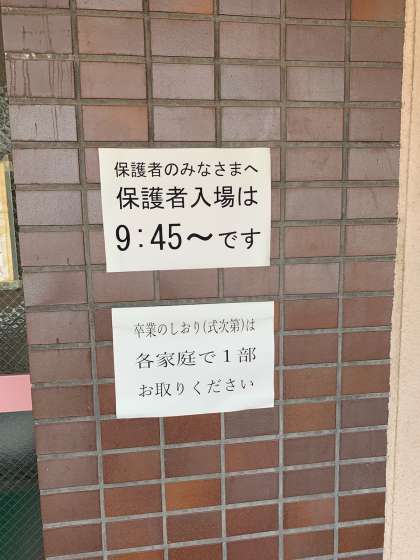 保護者のみなさまへ
保護者入場は
9:45～です
卒業のしおり(式次第)は
各家庭で1部
お取りください